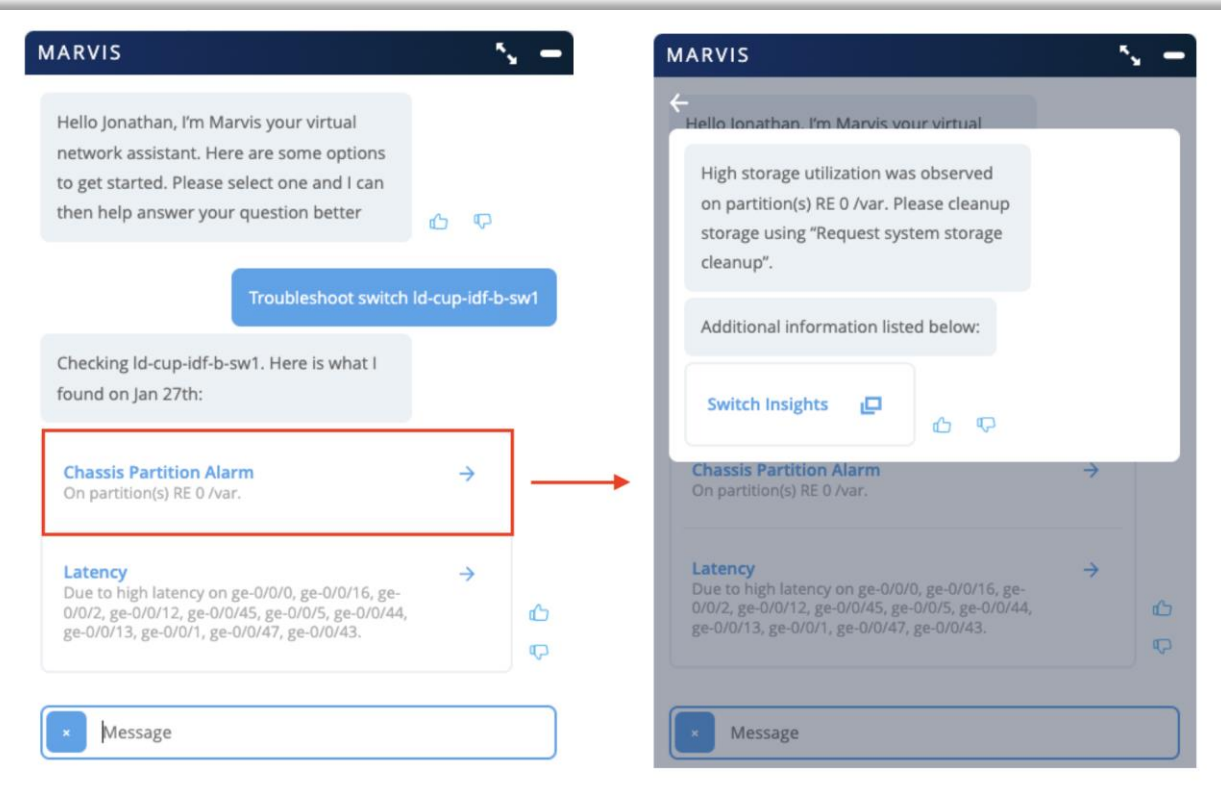 MARVIS
Hello Jonathan, I'm Marvis your virtual
network assistant. Here are some options
to get started. Please select one and I can
then help answer your question better
Troubleshoot switch ld-cup-idf-b-sw1
Checking ld-cup-idf-b-sw1. Here is what I
found on Jan 27th:
Chassis Partition Alarm
On partition(s) RE 0 /var.
Latency
Due to high latency on ge-0/0/0, ge-0/0/16, ge-
0/0/2, ge-0/0/12, ge-0/0/45, ge-0/0/5, ge-0/0/44,
ge-0/0/13, ge-0/0/1, ge-0/0/47, ge-0/0/43.
Message
MARVIS
Hello Jonathan, I'm Marvis your virtual
High storage utilization was observed
on partition(s) RE 0 /var. Please cleanup
storage using "Request system storage
cleanup".
Additional information listed below:
Switch Insights
Chassis Partition Alarm
On partition(s) RE 0 /var.
Latency
Due to high latency on ge-0/0/0, ge-0/0/16, ge-
0/0/2, ge-0/0/12, ge-0/0/45, ge-0/0/5, ge-0/0/44,
ge-0/0/13, ge-0/0/1, ge-0/0/47, ge-0/0/43.
Message